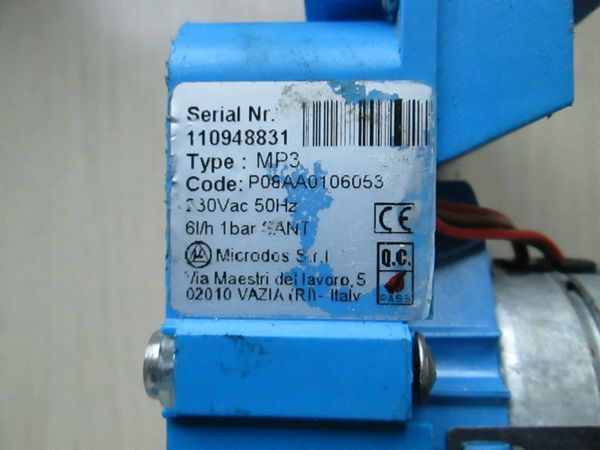 Serial Nr.
110948831
Type : MP3
Code: P08AA0106053
230Vac 50Hz
6l/h 1bar SANT
CE
Microdos S.r.l
Q.C.
PASS
Via Maestri del lavoro, 5
02010 VAZIA (RI) - Italy